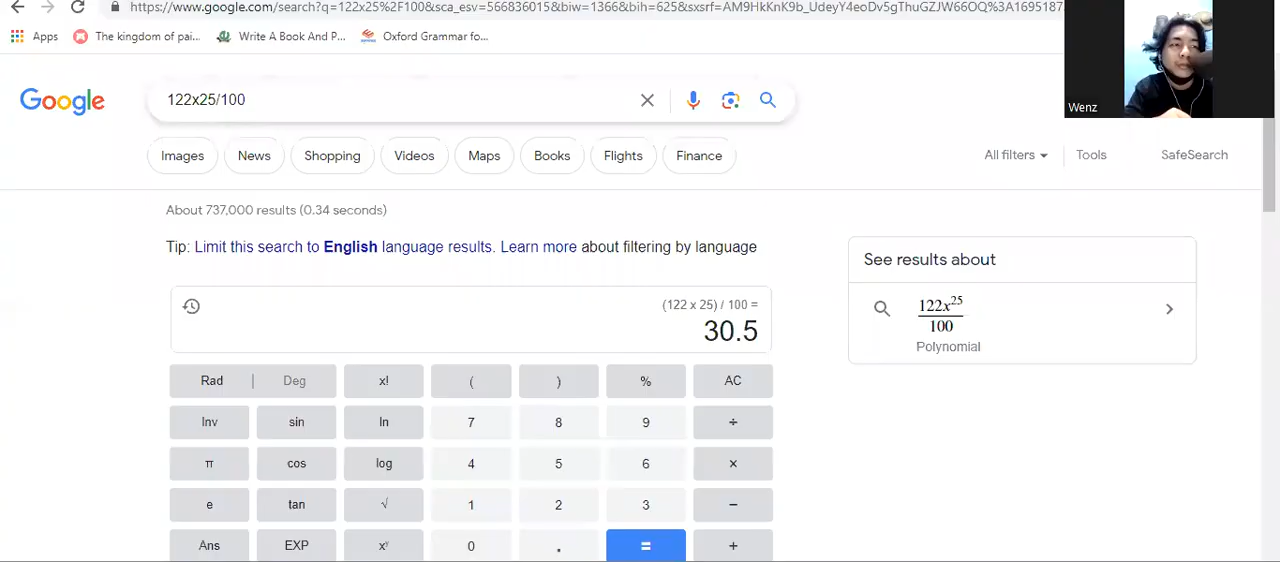 https://www.google.com/search?q=122x25%2F100&sca_esv=566836015&biw=1366&bih=625&sxsrf=AM9HkKnK9b_UdeyY4eoDv5gThuGZJW66OQ%3A1695187
Apps The kingdom of pai... Write A Book And P... Oxford Grammar fo...
Wenz
Google
122x25/100
Images News Shopping Videos Maps Books Flights Finance All filters Tools SafeSearch
About 737,000 results (0.34 seconds)
Tip: Limit this search to English language results. Learn more about filtering by language
(122 x 25) / 100 =
30.5
Rad | Deg x! ( ) % AC
Inv sin ln 7 8 9 ÷
π cos log 4 5 6 ×
e tan √ 1 2 3 −
Ans EXP xʸ 0 . = +
See results about
122x²⁵
100
Polynomial